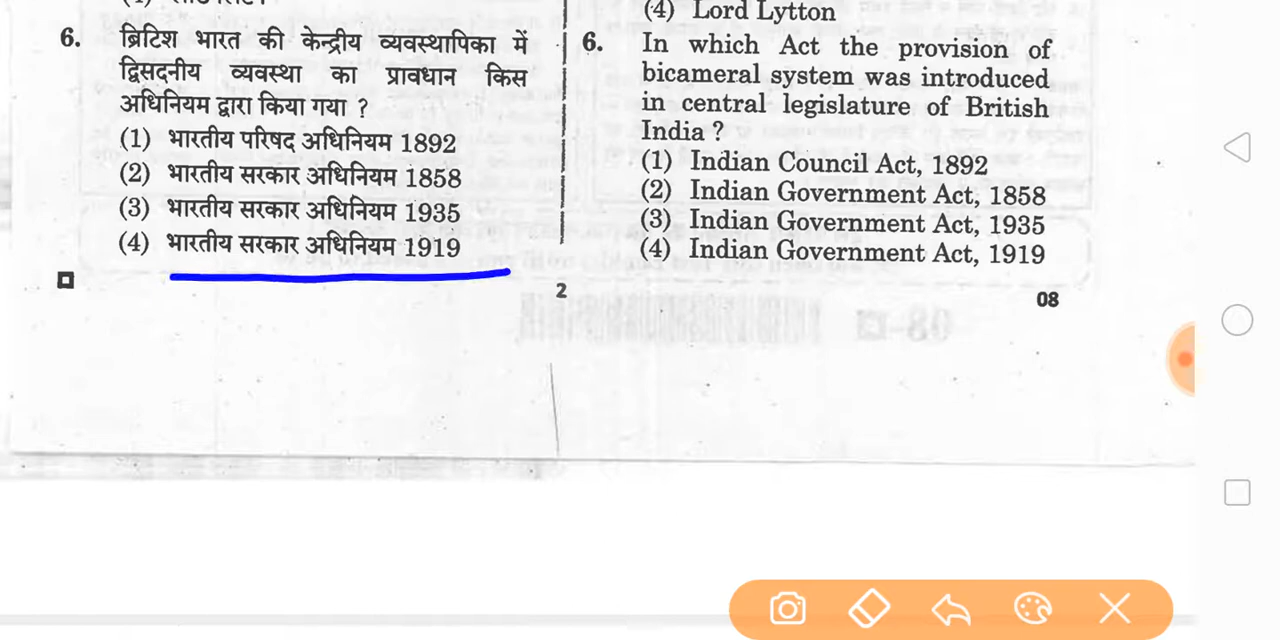 6. ब्रिटिश भारत की केन्द्रीय व्यवस्थापिका में
द्विसदनीय व्यवस्था का प्रावधान किस
अधिनियम द्वारा किया गया ?
(1) भारतीय परिषद अधिनियम 1892
(2) भारतीय सरकार अधिनियम 1858
(3) भारतीय सरकार अधिनियम 1935
(4) भारतीय सरकार अधिनियम 1919
(4) Lord Lytton
6. In which Act the provision of
bicameral system was introduced
in central legislature of British
India ?
(1) Indian Council Act, 1892
(2) Indian Government Act, 1858
(3) Indian Government Act, 1935
(4) Indian Government Act, 1919
2
08